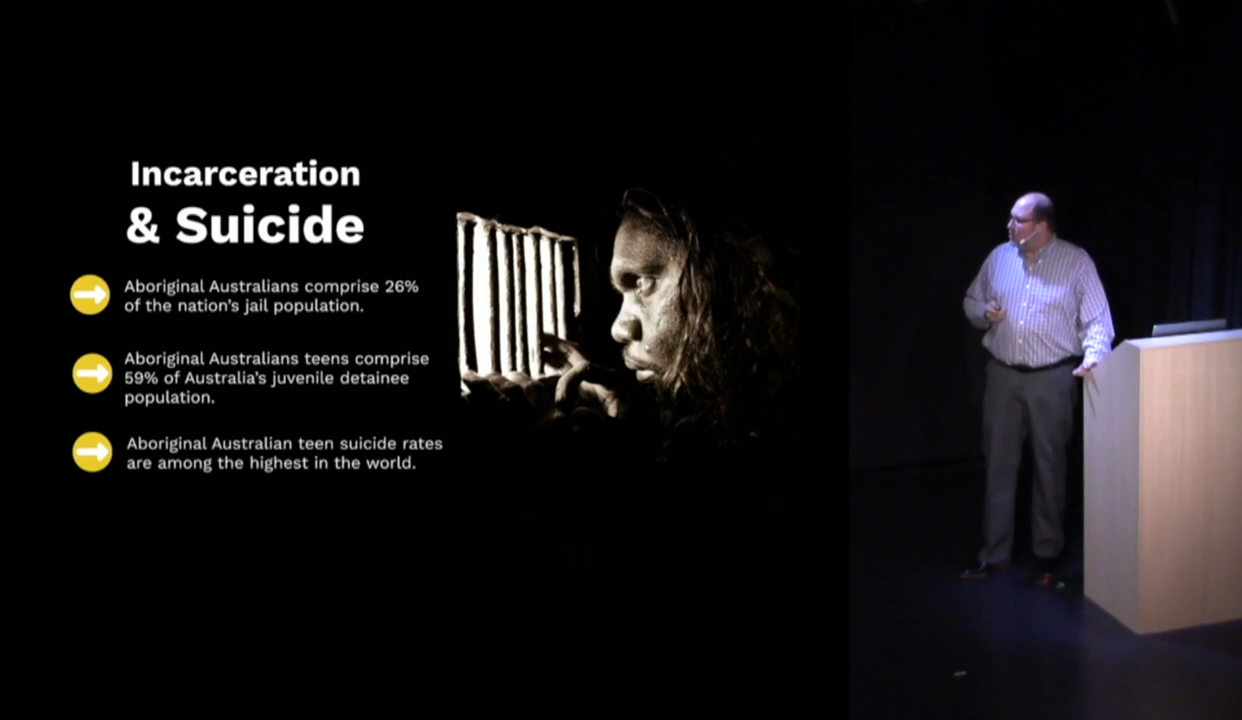 Incarceration
& Suicide
Aboriginal Australians comprise 26%
of the nation's jail population.
Aboriginal Australians teens comprise
59% of Australia's juvenile detainee
population.
Aboriginal Australian teen suicide rates
are among the highest in the world.